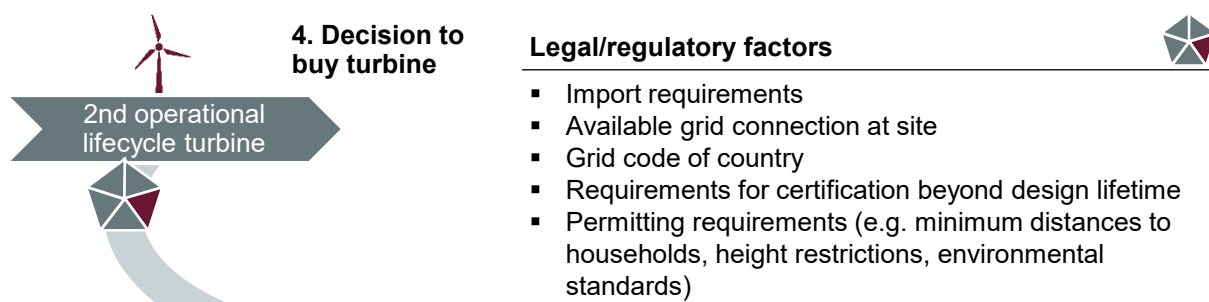 4. Decision to
buy turbine
2nd operational
lifecycle turbine
Legal/regulatory factors
▪ Import requirements
▪ Available grid connection at site
▪ Grid code of country
▪ Requirements for certification beyond design lifetime
▪ Permitting requirements (e.g. minimum distances to
households, height restrictions, environmental
standards)